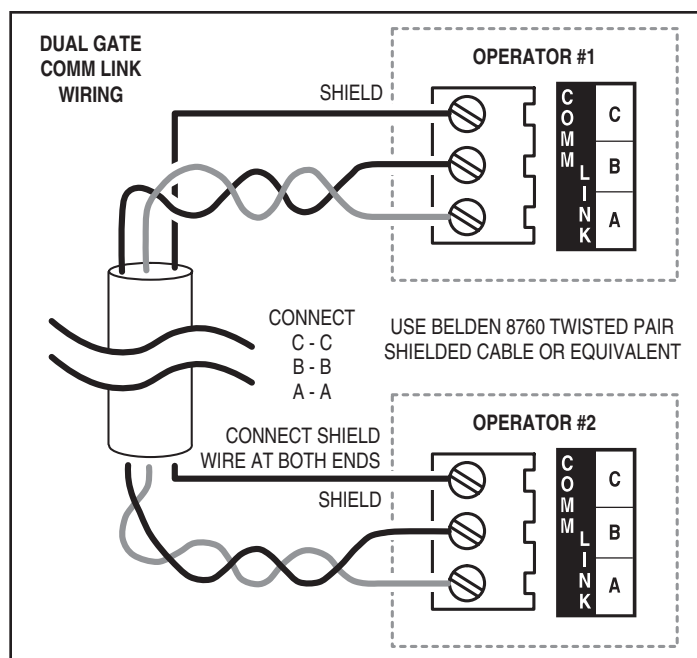 DUAL GATE
COMM LINK
WIRING
OPERATOR #1
SHIELD
COMM LINK
C
B
A
CONNECT
C - C
B - B
A - A
USE BELDEN 8760 TWISTED PAIR
SHIELDED CABLE OR EQUIVALENT
OPERATOR #2
CONNECT SHIELD
WIRE AT BOTH ENDS
SHIELD
COMM LINK
C
B
A